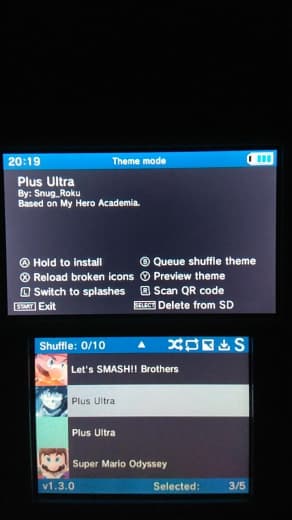 20:19 Theme mode
Plus Ultra
By: Snug_Roku
Based on My Hero Academia.
Ⓐ Hold to install Ⓑ Queue shuffle theme
Ⓧ Reload broken icons Ⓨ Preview theme
L Switch to splashes R Scan QR code
START Exit SELECT Delete from SD
Shuffle: 0/10 S
Let's SMASH!! Brothers
Plus Ultra
Plus Ultra
Super Mario Odyssey
v1.3.0 Selected: 3/5